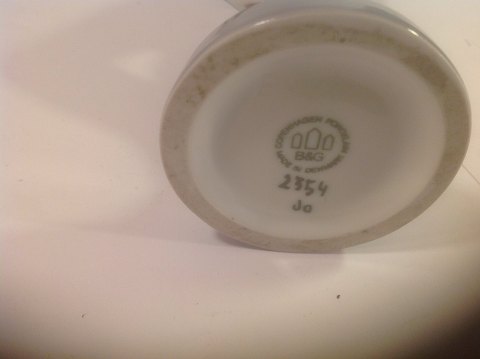 COPENHAGEN PORCELAIN
MADE IN DENMARK
B&G
2354
Jo